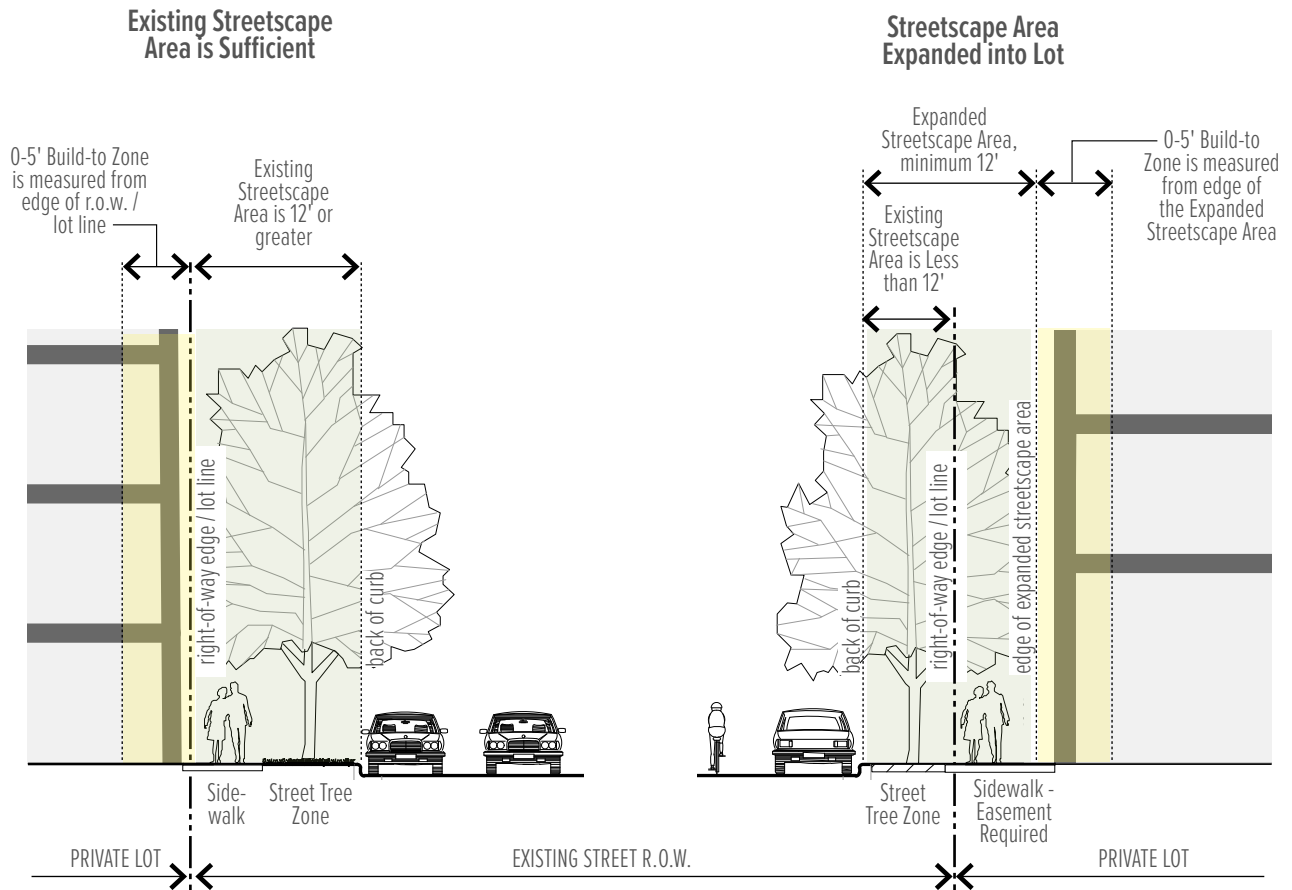 Existing Streetscape
Area is Sufficient
Streetscape Area
Expanded into Lot
0-5' Build-to Zone
is measured from
edge of r.o.w. /
lot line
Existing
Streetscape
Area is 12' or
greater
Expanded
Streetscape Area,
minimum 12'
Existing
Streetscape
Area is Less
than 12'
0-5' Build-to
Zone is measured
from edge of
the Expanded
Streetscape Area
right-of-way edge / lot line
back of curb
back of curb
right-of-way edge / lot line
edge of expanded streetscape area
Side-
walk
Street Tree
Zone
Street
Tree Zone
Sidewalk -
Easement
Required
PRIVATE LOT
EXISTING STREET R.O.W.
PRIVATE LOT